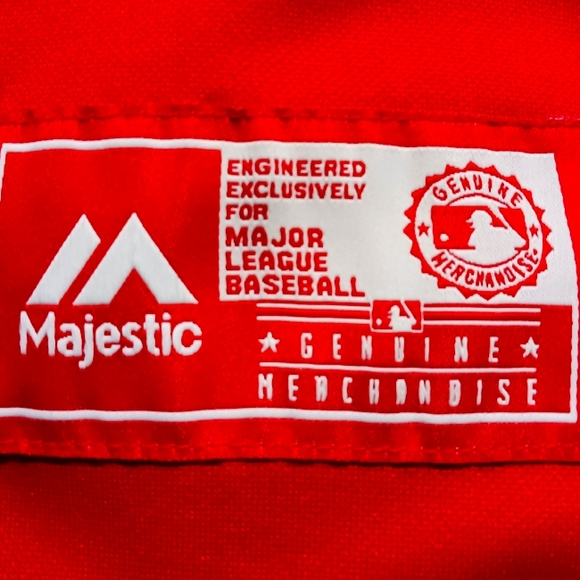 Majestic
ENGINEERED
EXCLUSIVELY
FOR
MAJOR
LEAGUE
BASEBALL
GENUINE
MERCHANDISE
GENUINE
MERCHANDISE